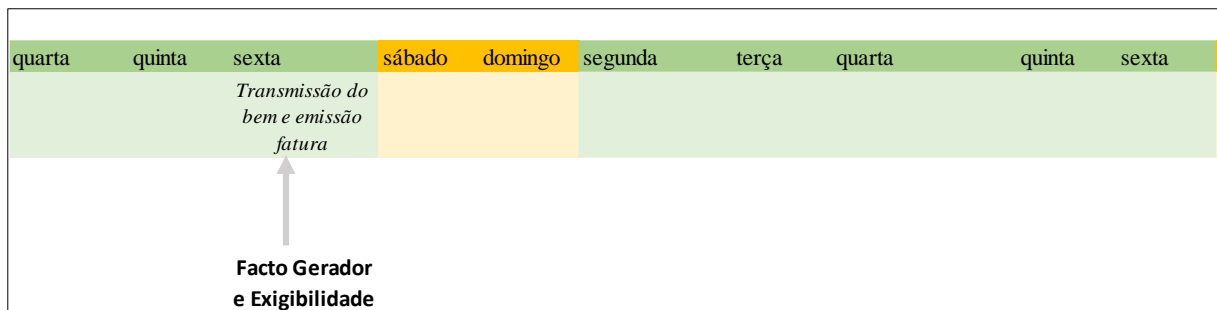 quarta quinta sexta sábado domingo segunda terça quarta quinta sexta
Transmissão do
bem e emissão
fatura
Facto Gerador
e Exigibilidade